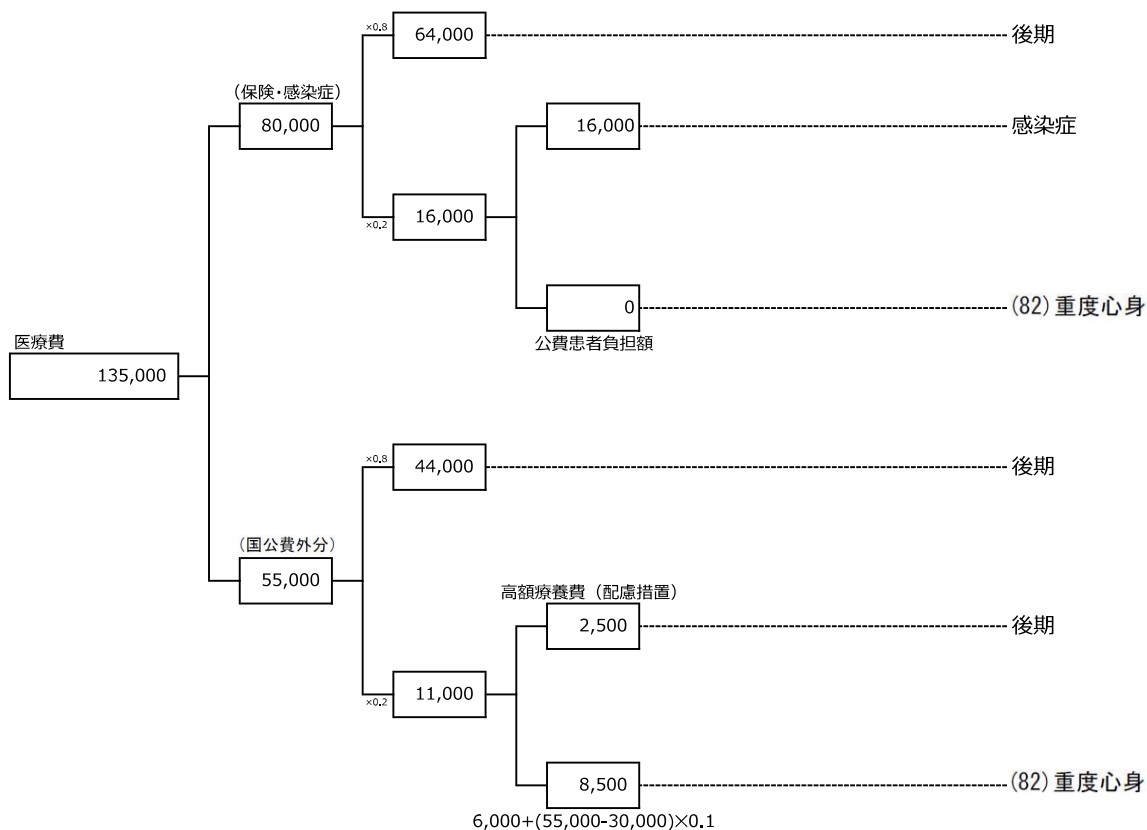 ×0.8
64,000
後期
(保険・感染症)
80,000
16,000
感染症
×0.2
16,000
0
(82)重度心身
公費患者負担額
医療費
135,000
×0.8
44,000
後期
(国公費外分)
55,000
高額療養費(配慮措置)
2,500
後期
×0.2
11,000
8,500
(82)重度心身
6,000+(55,000-30,000)×0.1